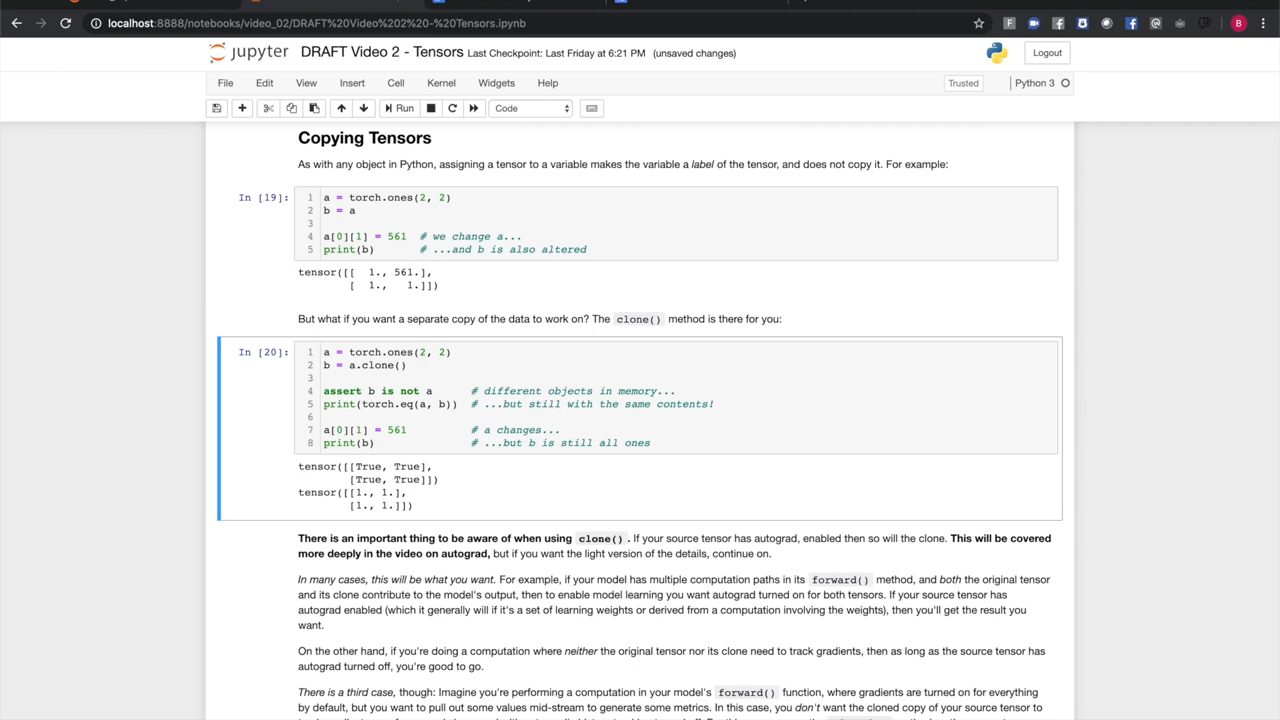 localhost:8888/notebooks/video_02/DRAFT%20Video%202%20-%20Tensors.ipynb
B
jupyter DRAFT Video 2 - Tensors Last Checkpoint: Last Friday at 6:21 PM (unsaved changes) Logout
File Edit View Insert Cell Kernel Widgets Help Trusted Python 3
Run Code
Copying Tensors
As with any object in Python, assigning a tensor to a variable makes the variable a label of the tensor, and does not copy it. For example:
In [19]: 1 a = torch.ones(2, 2)
2 b = a
3
4 a[0][1] = 561 # we change a...
5 print(b) # ...and b is also altered
tensor([[ 1., 561.],
[ 1., 1.]])
But what if you want a separate copy of the data to work on? The clone() method is there for you:
In [20]: 1 a = torch.ones(2, 2)
2 b = a.clone()
3
4 assert b is not a # different objects in memory...
5 print(torch.eq(a, b)) # ...but still with the same contents!
6
7 a[0][1] = 561 # a changes...
8 print(b) # ...but b is still all ones
tensor([[True, True],
[True, True]])
tensor([[1., 1.],
[1., 1.]])
There is an important thing to be aware of when using clone(). If your source tensor has autograd, enabled then so will the clone. This will be covered
more deeply in the video on autograd, but if you want the light version of the details, continue on.
In many cases, this will be what you want. For example, if your model has multiple computation paths in its forward() method, and both the original tensor
and its clone contribute to the model's output, then to enable model learning you want autograd turned on for both tensors. If your source tensor has
autograd enabled (which it generally will if it's a set of learning weights or derived from a computation involving the weights), then you'll get the result you
want.
On the other hand, if you're doing a computation where neither the original tensor nor its clone need to track gradients, then as long as the source tensor has
autograd turned off, you're good to go.
There is a third case, though: Imagine you're performing a computation in your model's forward() function, where gradients are turned on for everything
by default, but you want to pull out some values mid-stream to generate some metrics. In this case, you don't want the cloned copy of your source tensor to